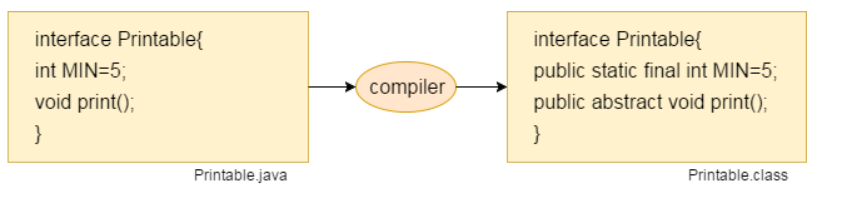 interface Printable{
int MIN=5;
void print();
}
Printable.java
compiler
interface Printable{
public static final int MIN=5;
public abstract void print();
}
Printable.class